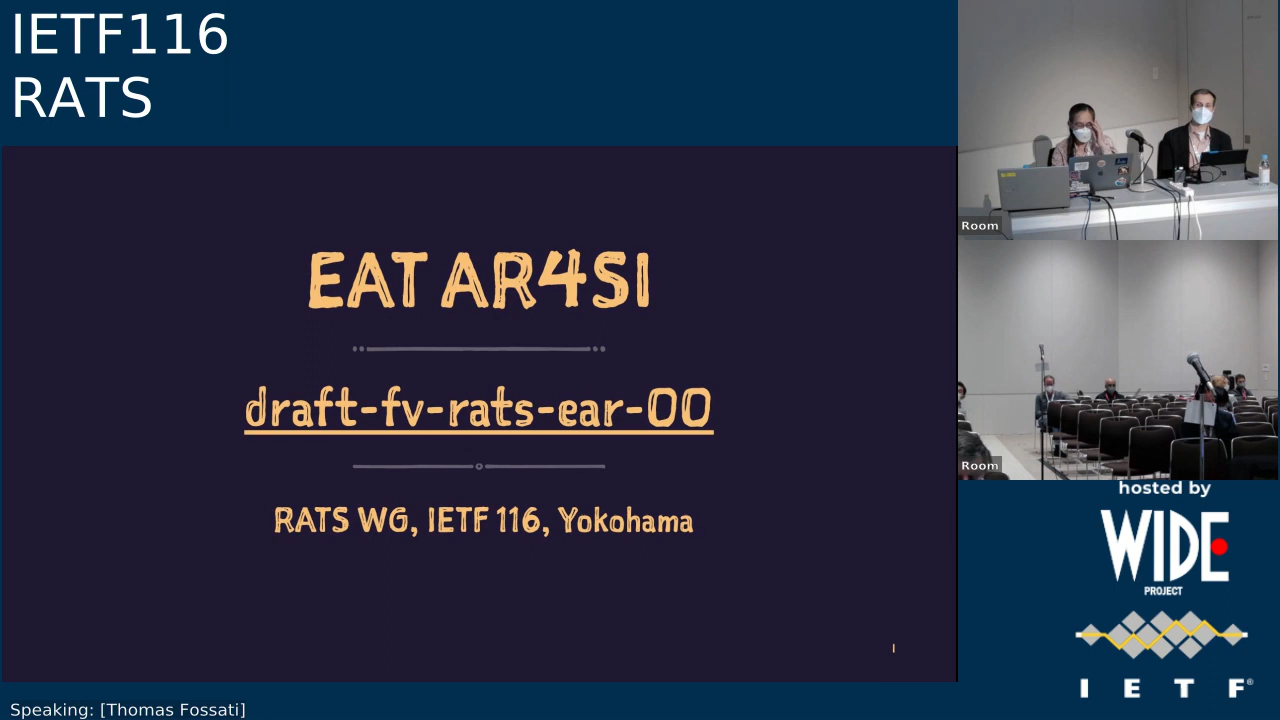 IETF116
RATS
EAT AR4SI
draft-fv-rats-ear-00
RATS WG, IETF 116, Yokohama
1
Speaking: [Thomas Fossati]
Room
Room
hosted by
WIDE
PROJECT
I E T F®